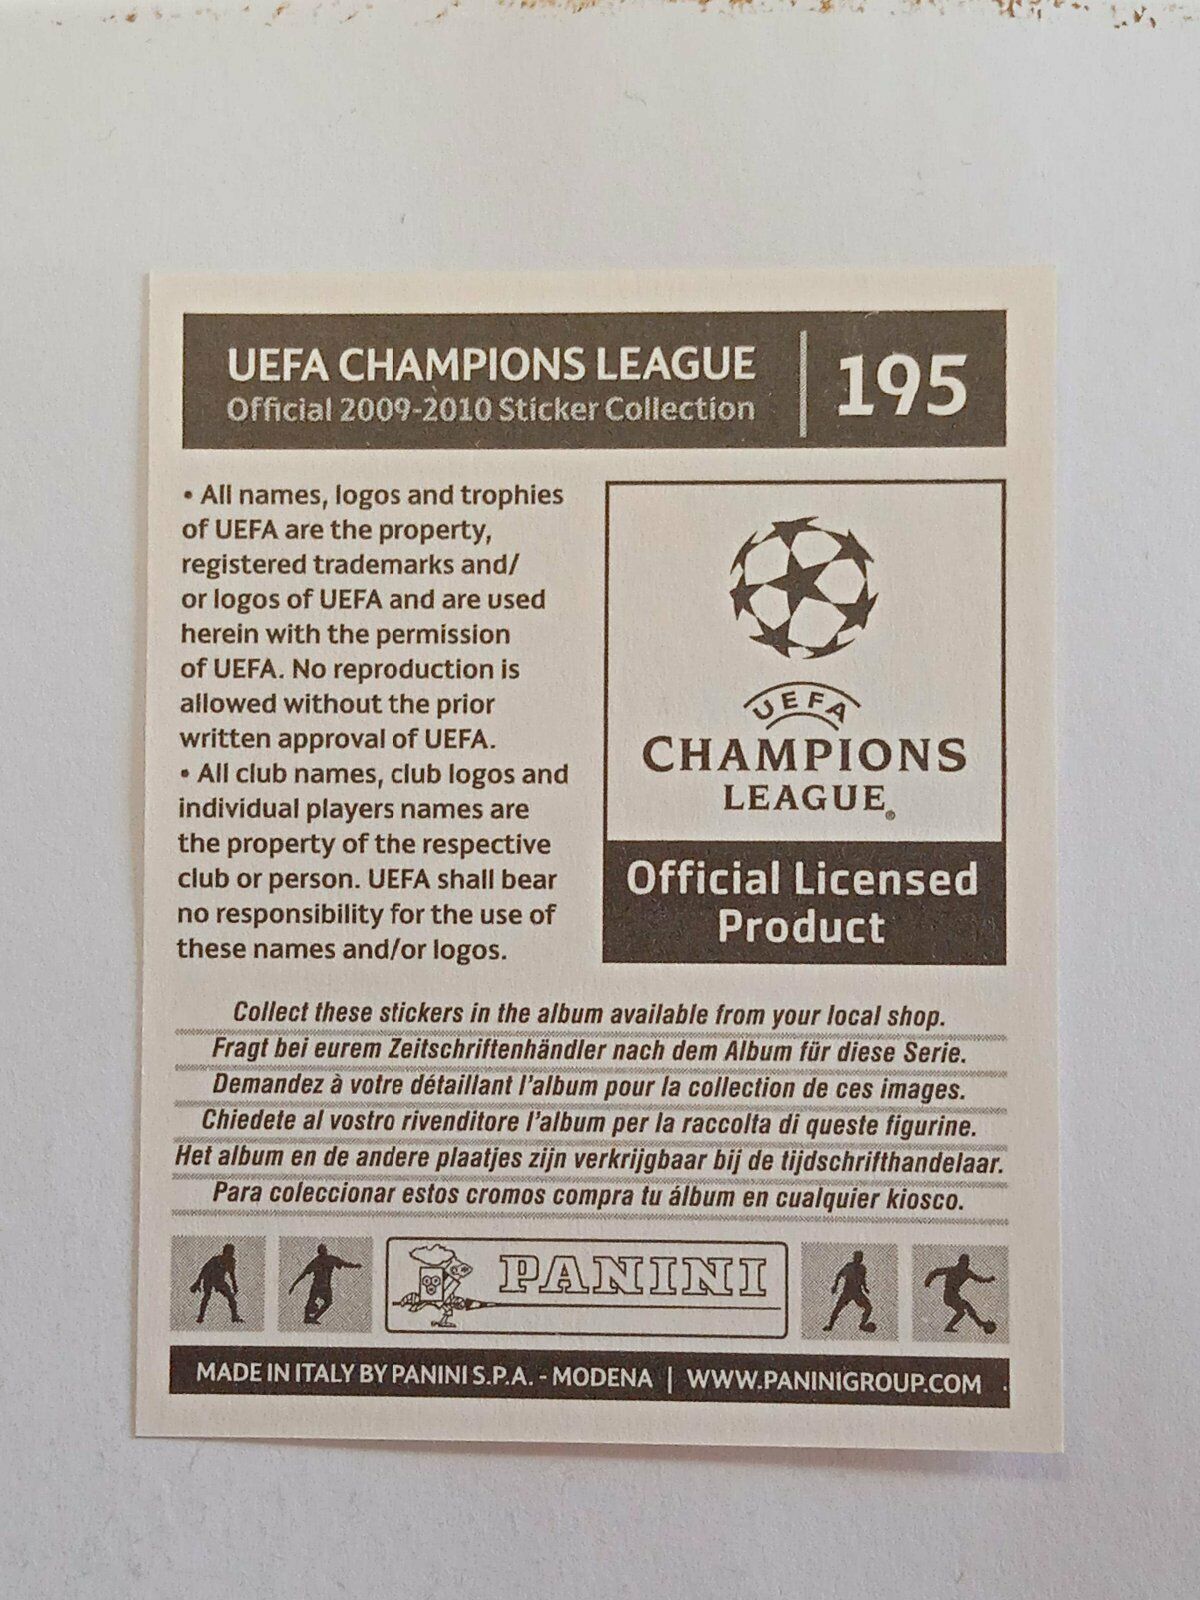 UEFA CHAMPIONS LEAGUE
Official 2009-2010 Sticker Collection
195
• All names, logos and trophies
of UEFA are the property,
registered trademarks and/
or logos of UEFA and are used
herein with the permission
of UEFA. No reproduction is
allowed without the prior
written approval of UEFA.
• All club names, club logos and
individual players names are
the property of the respective
club or person. UEFA shall bear
no responsibility for the use of
these names and/or logos.
UEFA
CHAMPIONS
LEAGUE®
Official Licensed
Product
Collect these stickers in the album available from your local shop.
Fragt bei eurem Zeitschriftenhändler nach dem Album für diese Serie.
Demandez à votre détaillant l'album pour la collection de ces images.
Chiedete al vostro rivenditore l'album per la raccolta di queste figurine.
Het album en de andere plaatjes zijn verkrijgbaar bij de tijdschrifthandelaar.
Para coleccionar estos cromos compra tu álbum en cualquier kiosco.
PANINI
MADE IN ITALY BY PANINI S.P.A. - MODENA | WWW.PANINIGROUP.COM